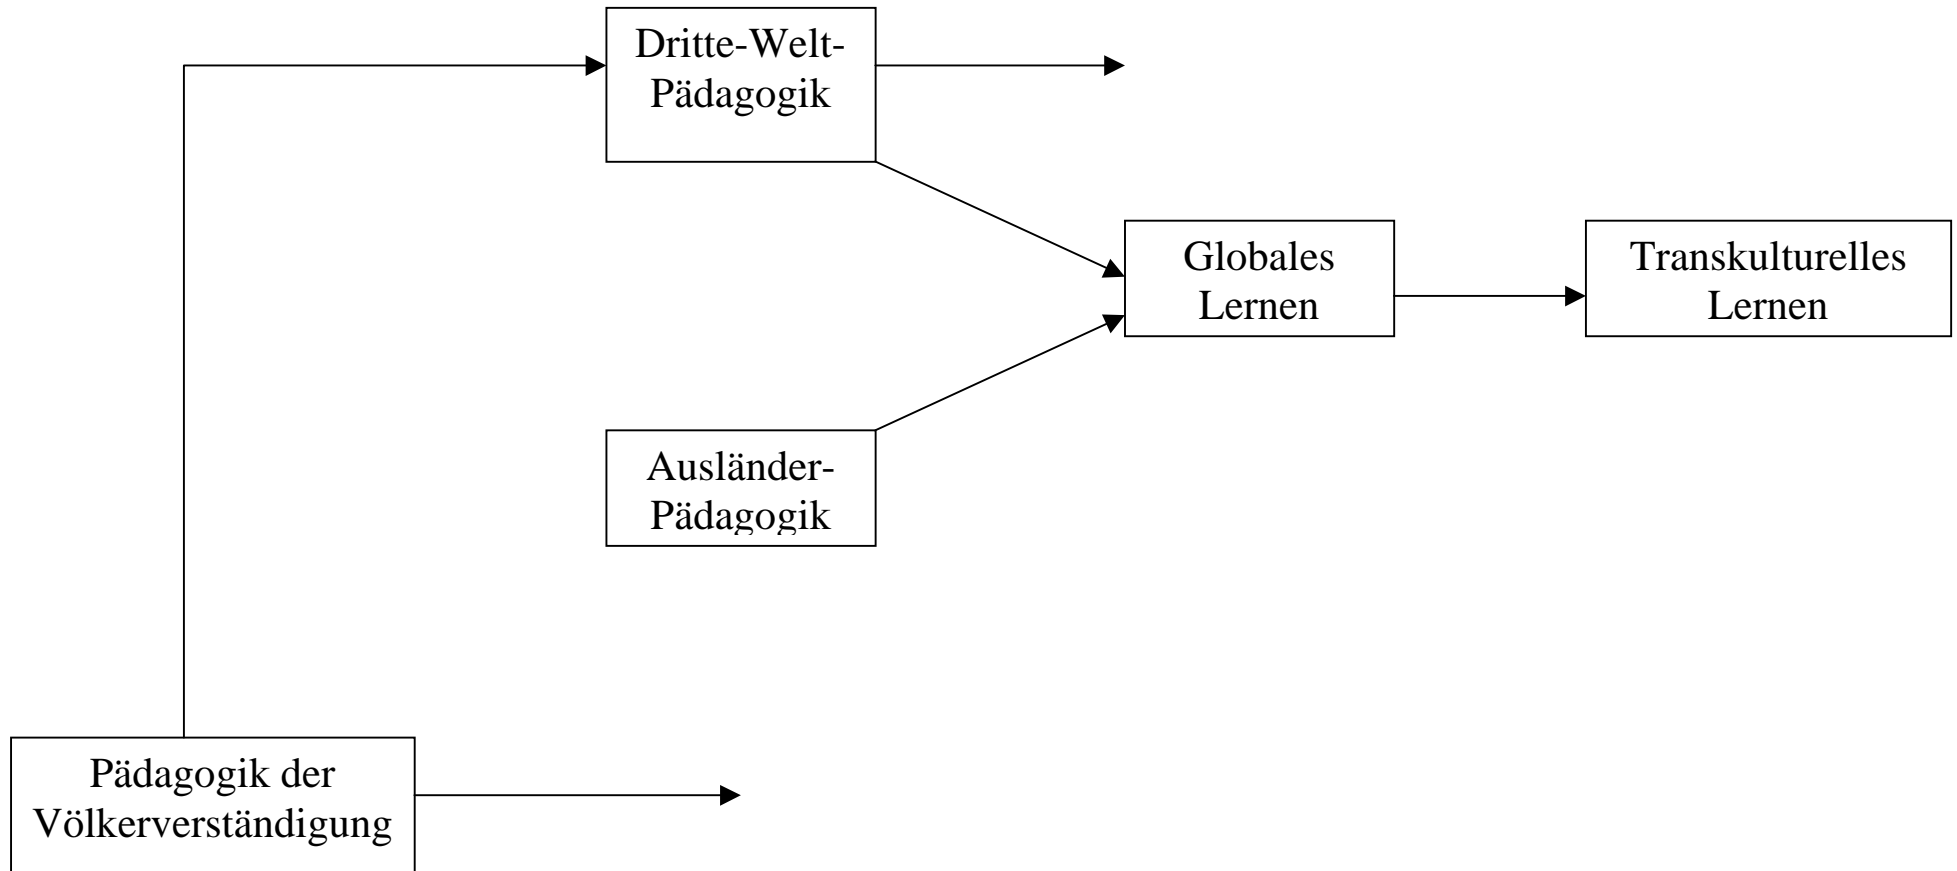 Dritte-Welt-
Pädagogik
Globales
Lernen
Transkulturelles
Lernen
Ausländer-
Pädagogik
Pädagogik der
Völkerverständigung